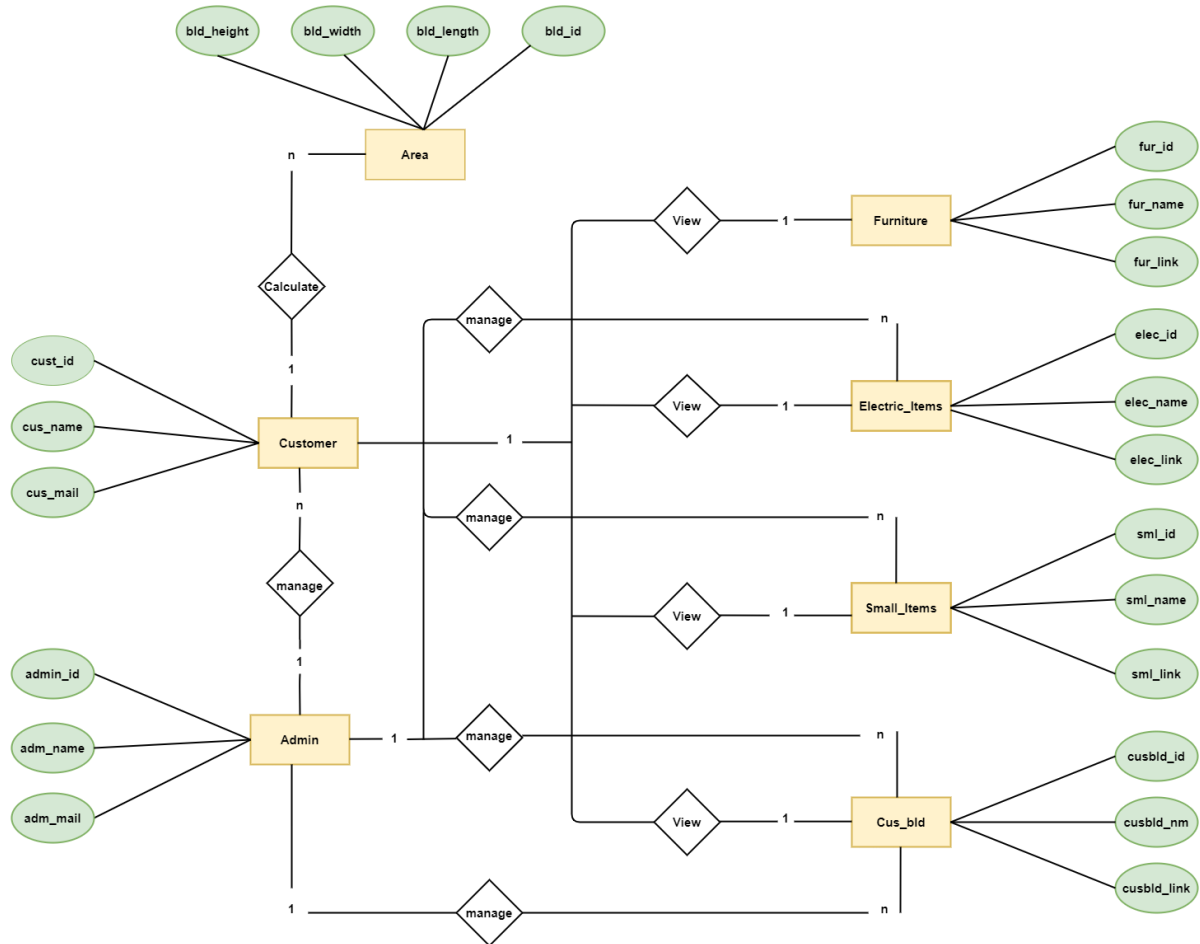 bld_height
bld_width
bld_length
bld_id
Area
n
Calculate
1
Customer
cust_id
cus_name
cus_mail
n
manage
1
Admin
admin_id
adm_name
adm_mail
1
View
1
Furniture
fur_id
fur_name
fur_link
manage
n
View
1
Electric_Items
elec_id
elec_name
elec_link
manage
n
View
1
Small_Items
sml_id
sml_name
sml_link
1
manage
n
View
1
Cus_bld
cusbld_id
cusbld_nm
cusbld_link
1
manage
n